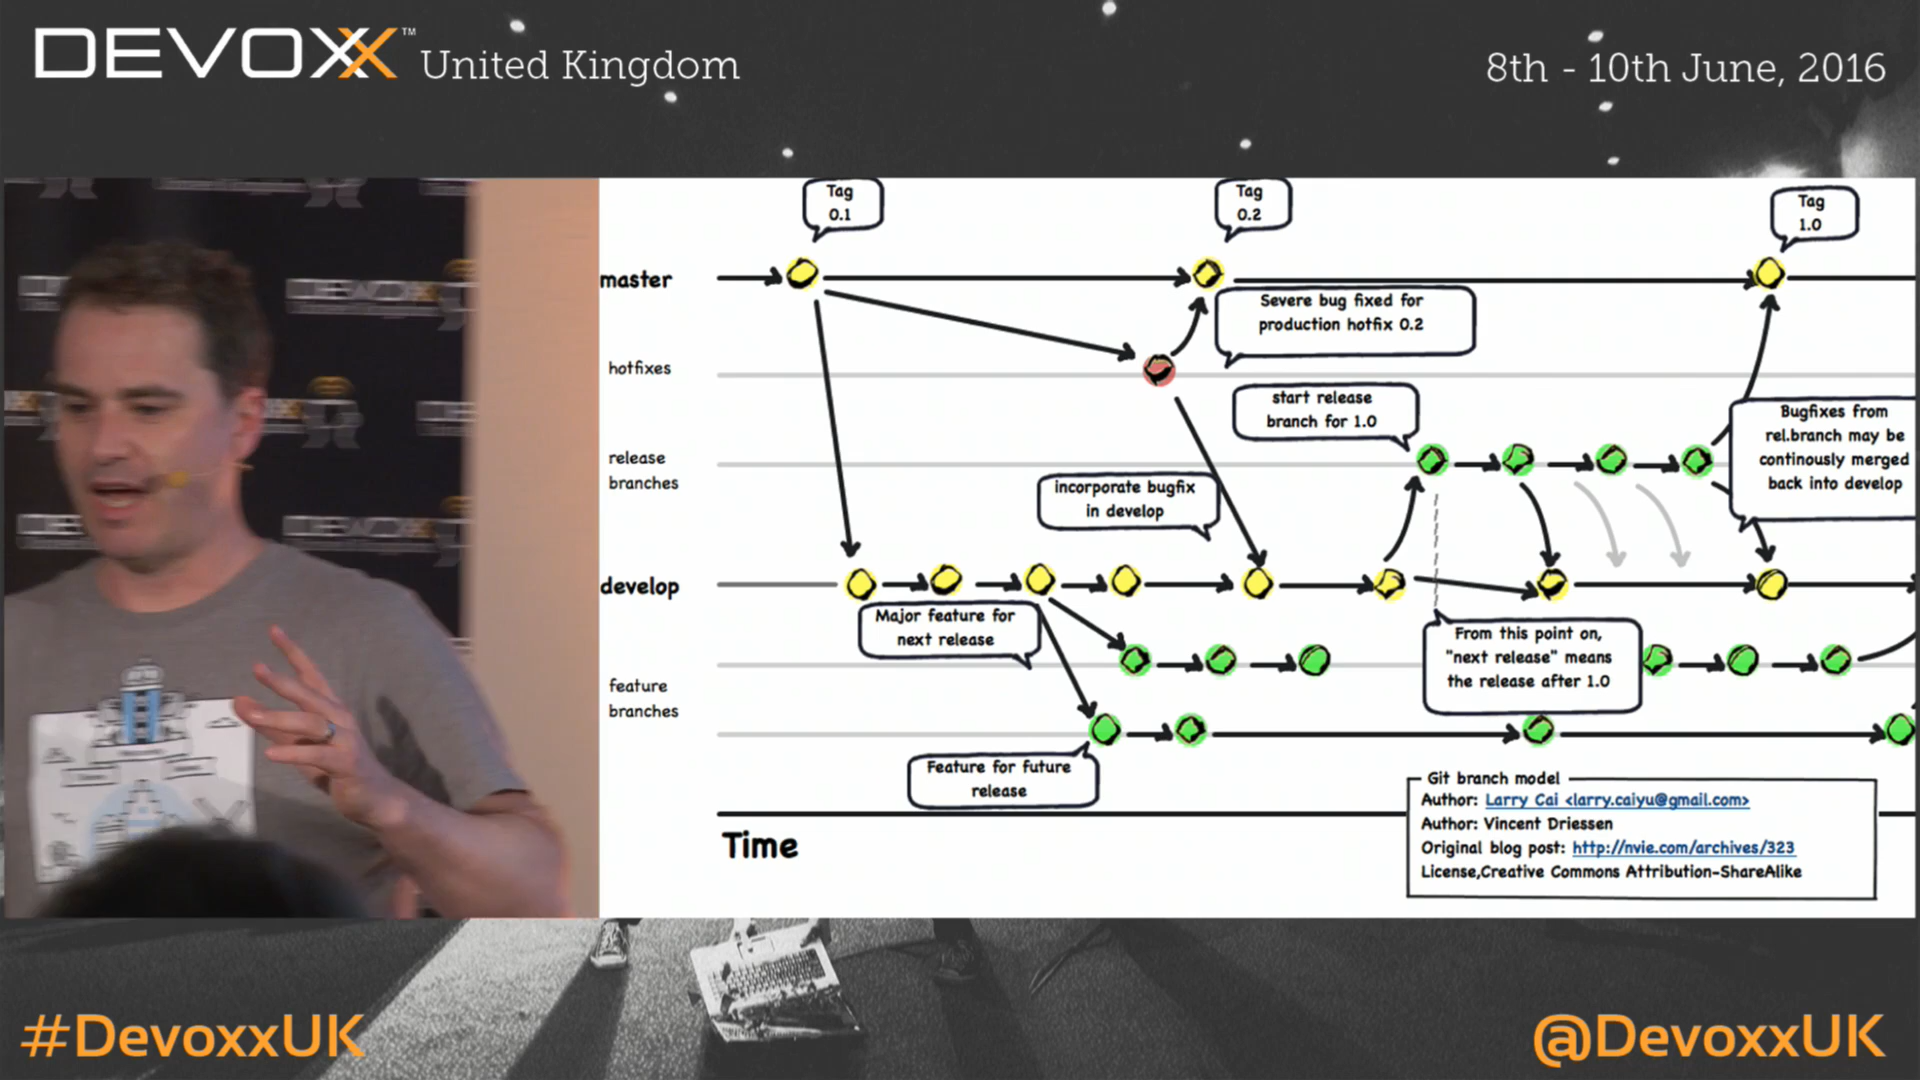 DEVOXX™ United Kingdom
8th - 10th June, 2016
Tag
0.1
Tag
0.2
Tag
1.0
master
Severe bug fixed for
production hotfix 0.2
hotfixes
start release
branch for 1.0
Bugfixes from
rel.branch may be
continously merged
back into develop
release
branches
incorporate bugfix
in develop
develop
Major feature for
next release
From this point on,
"next release" means
the release after 1.0
feature
branches
Feature for future
release
Git branch model
Author: Larry Cai <larry.caiyu@gmail.com>
Author: Vincent Driessen
Original blog post: http://nvie.com/archives/323
License,Creative Commons Attribution-ShareAlike
Time
#DevoxxUK
@DevoxxUK